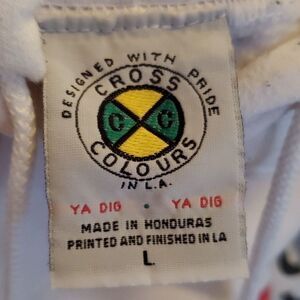 DESIGNED WITH PRIDE
CROSS
C C
COLOURS
IN L.A.
YA DIG • YA DIG
MADE IN HONDURAS
PRINTED AND FINISHED IN LA
L